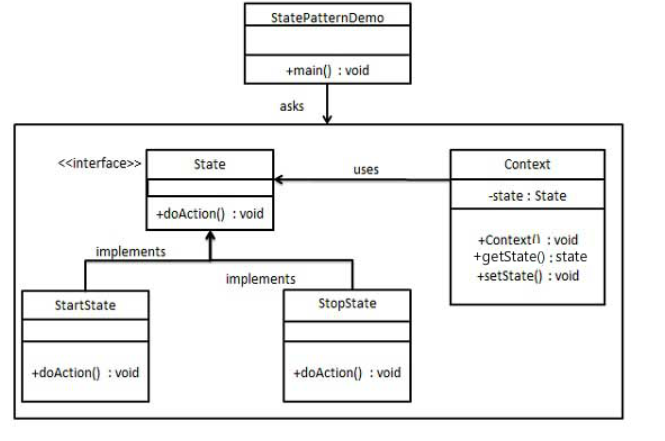 StatePatternDemo
+main() : void
asks
<<interface>>
State
uses
Context
-state : State
+doAction() : void
+Context() : void
+getState() : state
+setState() : void
implements
implements
StartState
StopState
+doAction() : void
+doAction() : void